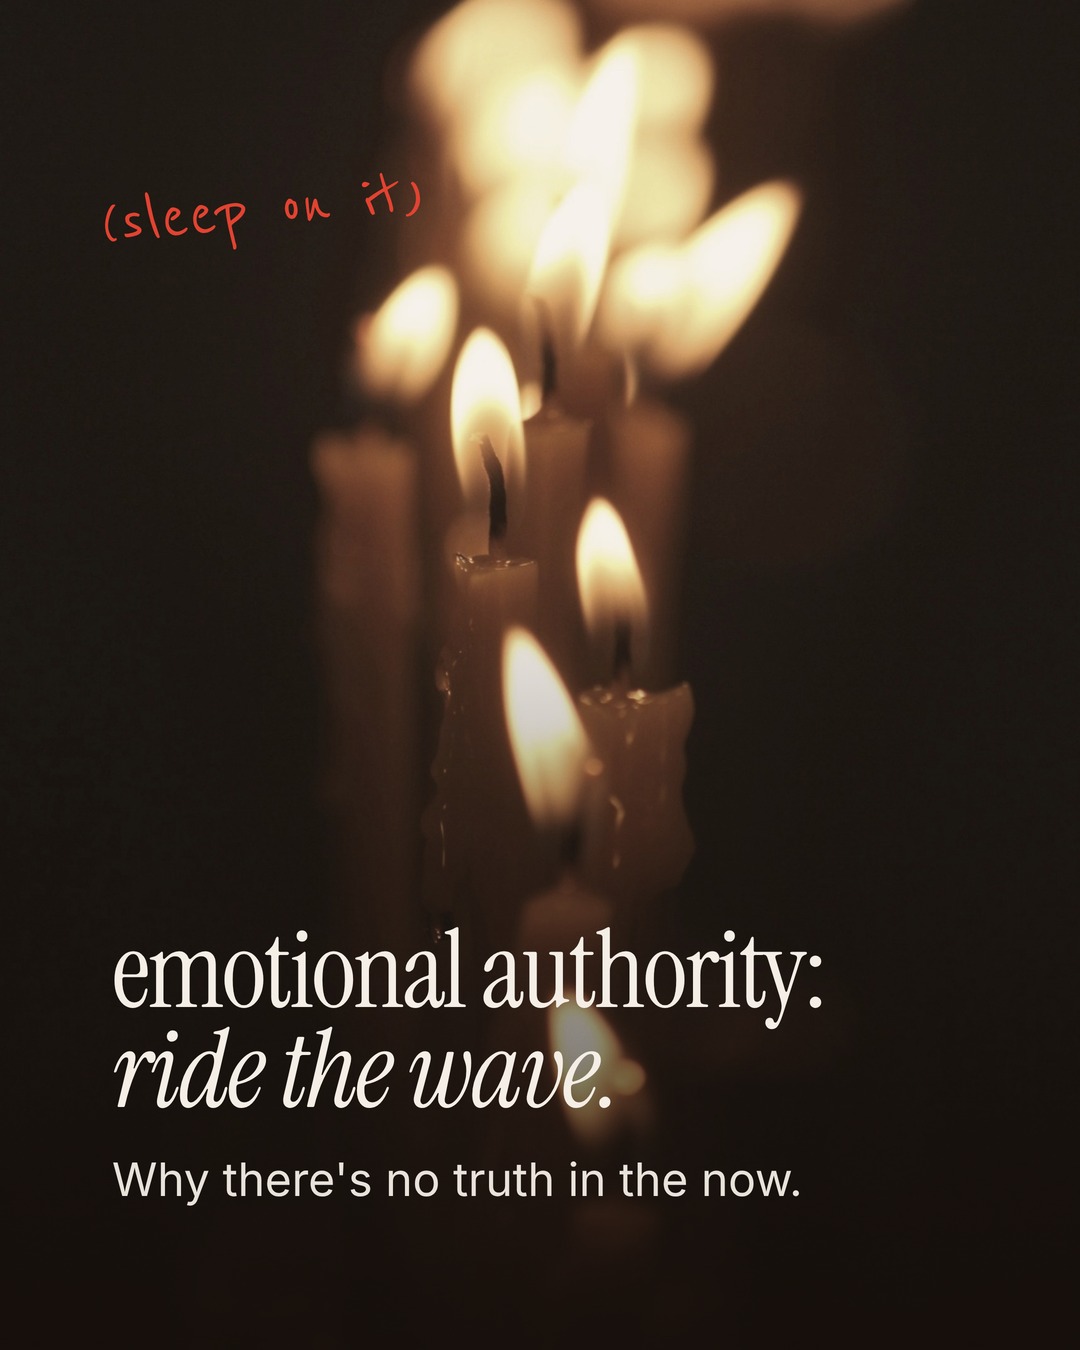 (sleep on it)
emotional authority:
ride the wave.
Why there's no truth in the now.